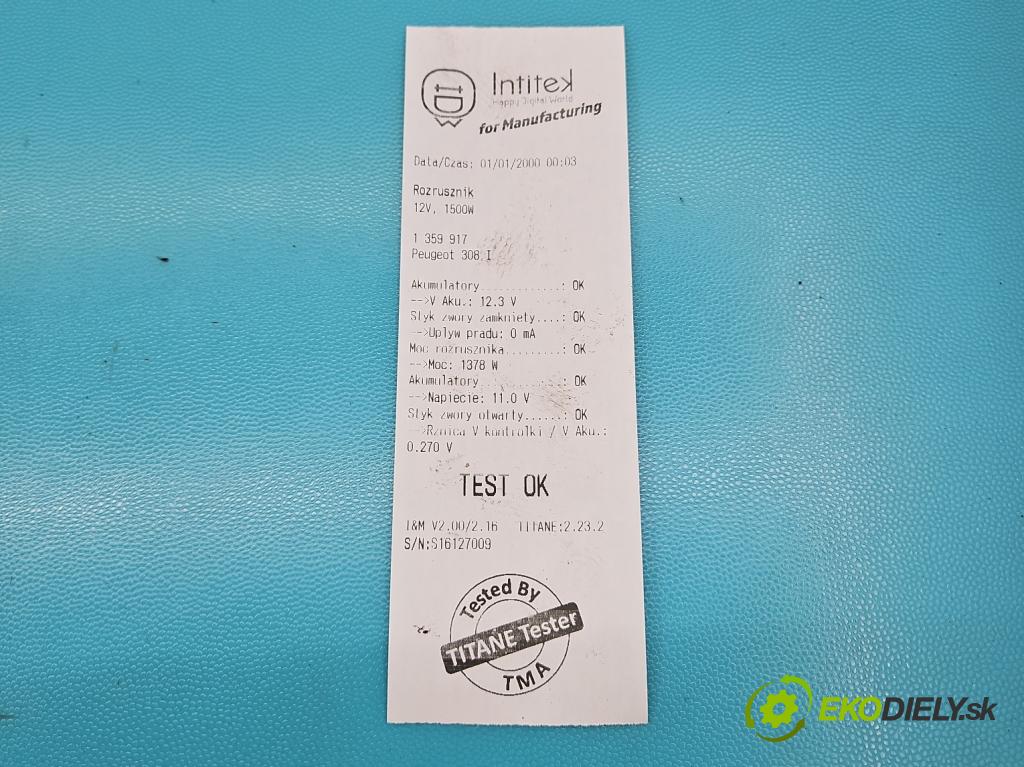 Intitek
Happy Digital World
for Manufacturing
Data/Czas: 01/01/2000 00:03
Rozrusznik
12V, 1500W
1 359 917
Peugeot 308 I
Akumulatory............: OK
-->V Aku.: 12.3 V
Styk zwory zamkniety....: OK
-->Uplyw pradu: 0 mA
Moc rozrusznika.........: OK
-->Moc: 1378 W
Akumulatory............: OK
-->Napiecie: 11.0 V
Styk zwory otwarty......: OK
-->Rznica V kontrolki / V Aku.:
0.270 V
TEST OK
I&M V2.00/2.16 TITANE:2.23.2
S/N:S16127009
Tested By
TITANE Tester
TMA
EKODIELY.sk